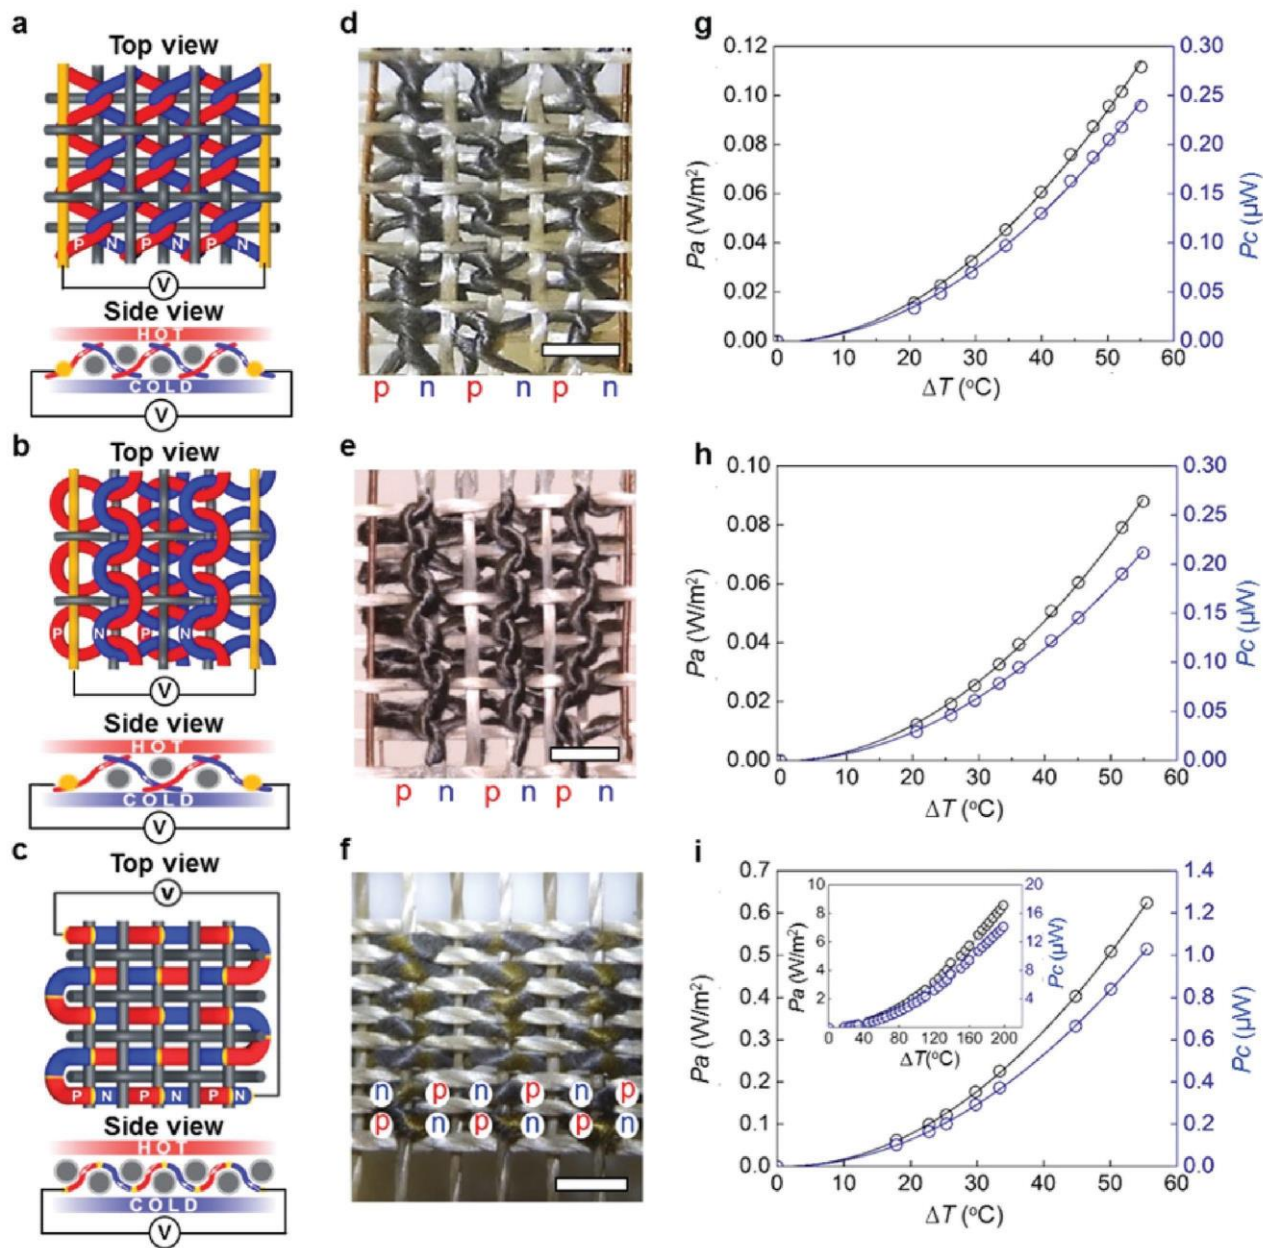 a
Top view
P N P N P N
V
Side view
HOT
COLD
V
b
Top view
P N P N
V
Side view
HOT
COLD
V
c
Top view
V
P N P N P N
Side view
HOT
COLD
V
d
p n p n p n
e
p n p n p n
f
n p n p n p
p n p n p n
g
0.12 0.30
0.10 0.25
0.08 0.20
0.06 0.15
0.04 0.10
0.02 0.05
0.00 0.00
Pa (W/m²)
Pc (µW)
0 10 20 30 40 50 60
ΔT (°C)
h
0.10 0.30
0.08 0.25
0.06 0.20
0.04 0.15
0.02 0.10
0.00 0.05
0.00
Pa (W/m²)
Pc (µW)
0 10 20 30 40 50 60
ΔT (°C)
i
0.7 1.4
0.6 1.2
0.5 1.0
0.4 0.8
0.3 0.6
0.2 0.4
0.1 0.2
0.0 0.0
Pa (W/m²)
Pc (µW)
10 20
8 16
6 12
4 8
2 4
Pa (W/m²)
Pc (µW)
0 40 80 120 160 200
ΔT(°C)
0 10 20 30 40 50 60
ΔT (°C)